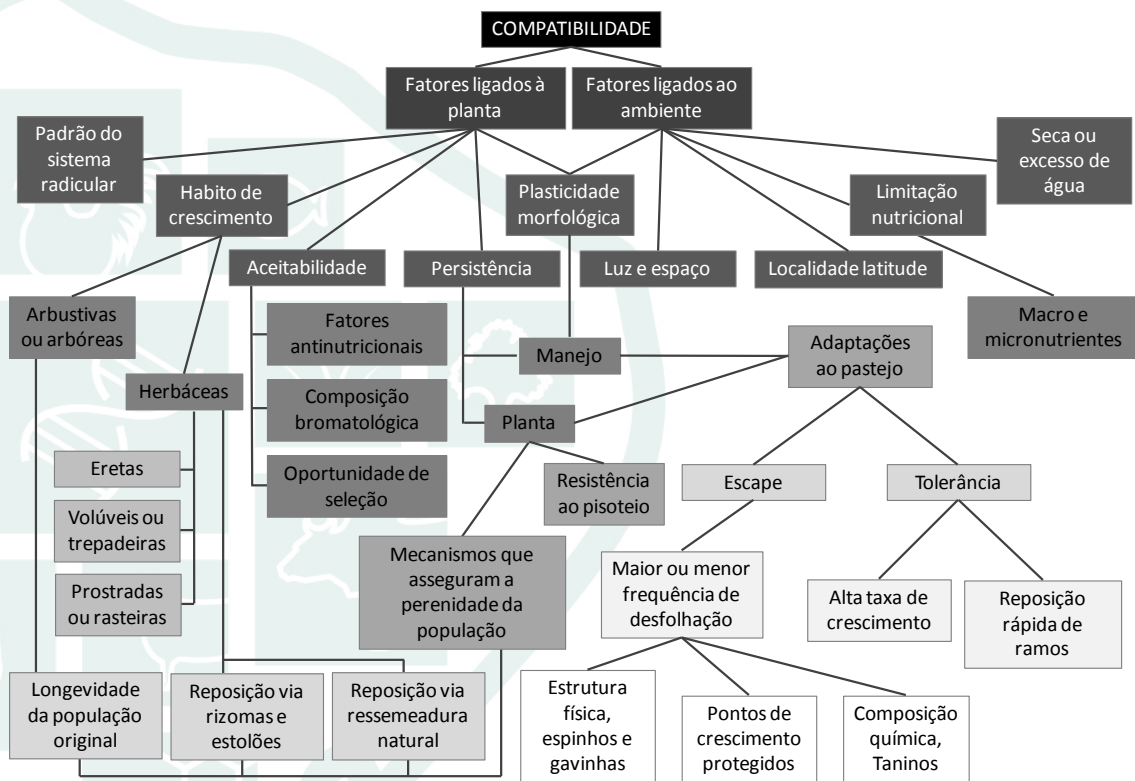 COMPATIBILIDADE
Fatores ligados à
planta
Fatores ligados ao
ambiente
Padrão do
sistema
radicular
Habito de
crescimento
Plasticidade
morfológica
Limitação
nutricional
Seca ou
excesso de
água
Aceitabilidade
Persistência
Luz e espaço
Localidade latitude
Arbustivas
ou arbóreas
Fatores
antinutricionais
Manejo
Adaptações
ao pastejo
Macro e
micronutrientes
Herbáceas
Composição
bromatológica
Planta
Eretas
Oportunidade de
seleção
Resistência
ao pisoteio
Escape
Tolerância
Volúveis ou
trepadeiras
Prostradas
ou rasteiras
Mecanismos que
asseguram a
perenidade da
população
Maior ou menor
frequência de
desfolhação
Alta taxa de
crescimento
Reposição
rápida de
ramos
Longevidade
da população
original
Reposição via
rizomas e
estolões
Reposição via
ressemeadura
natural
Estrutura
física,
espinhos e
gavinhas
Pontos de
crescimento
protegidos
Composição
química,
Taninos